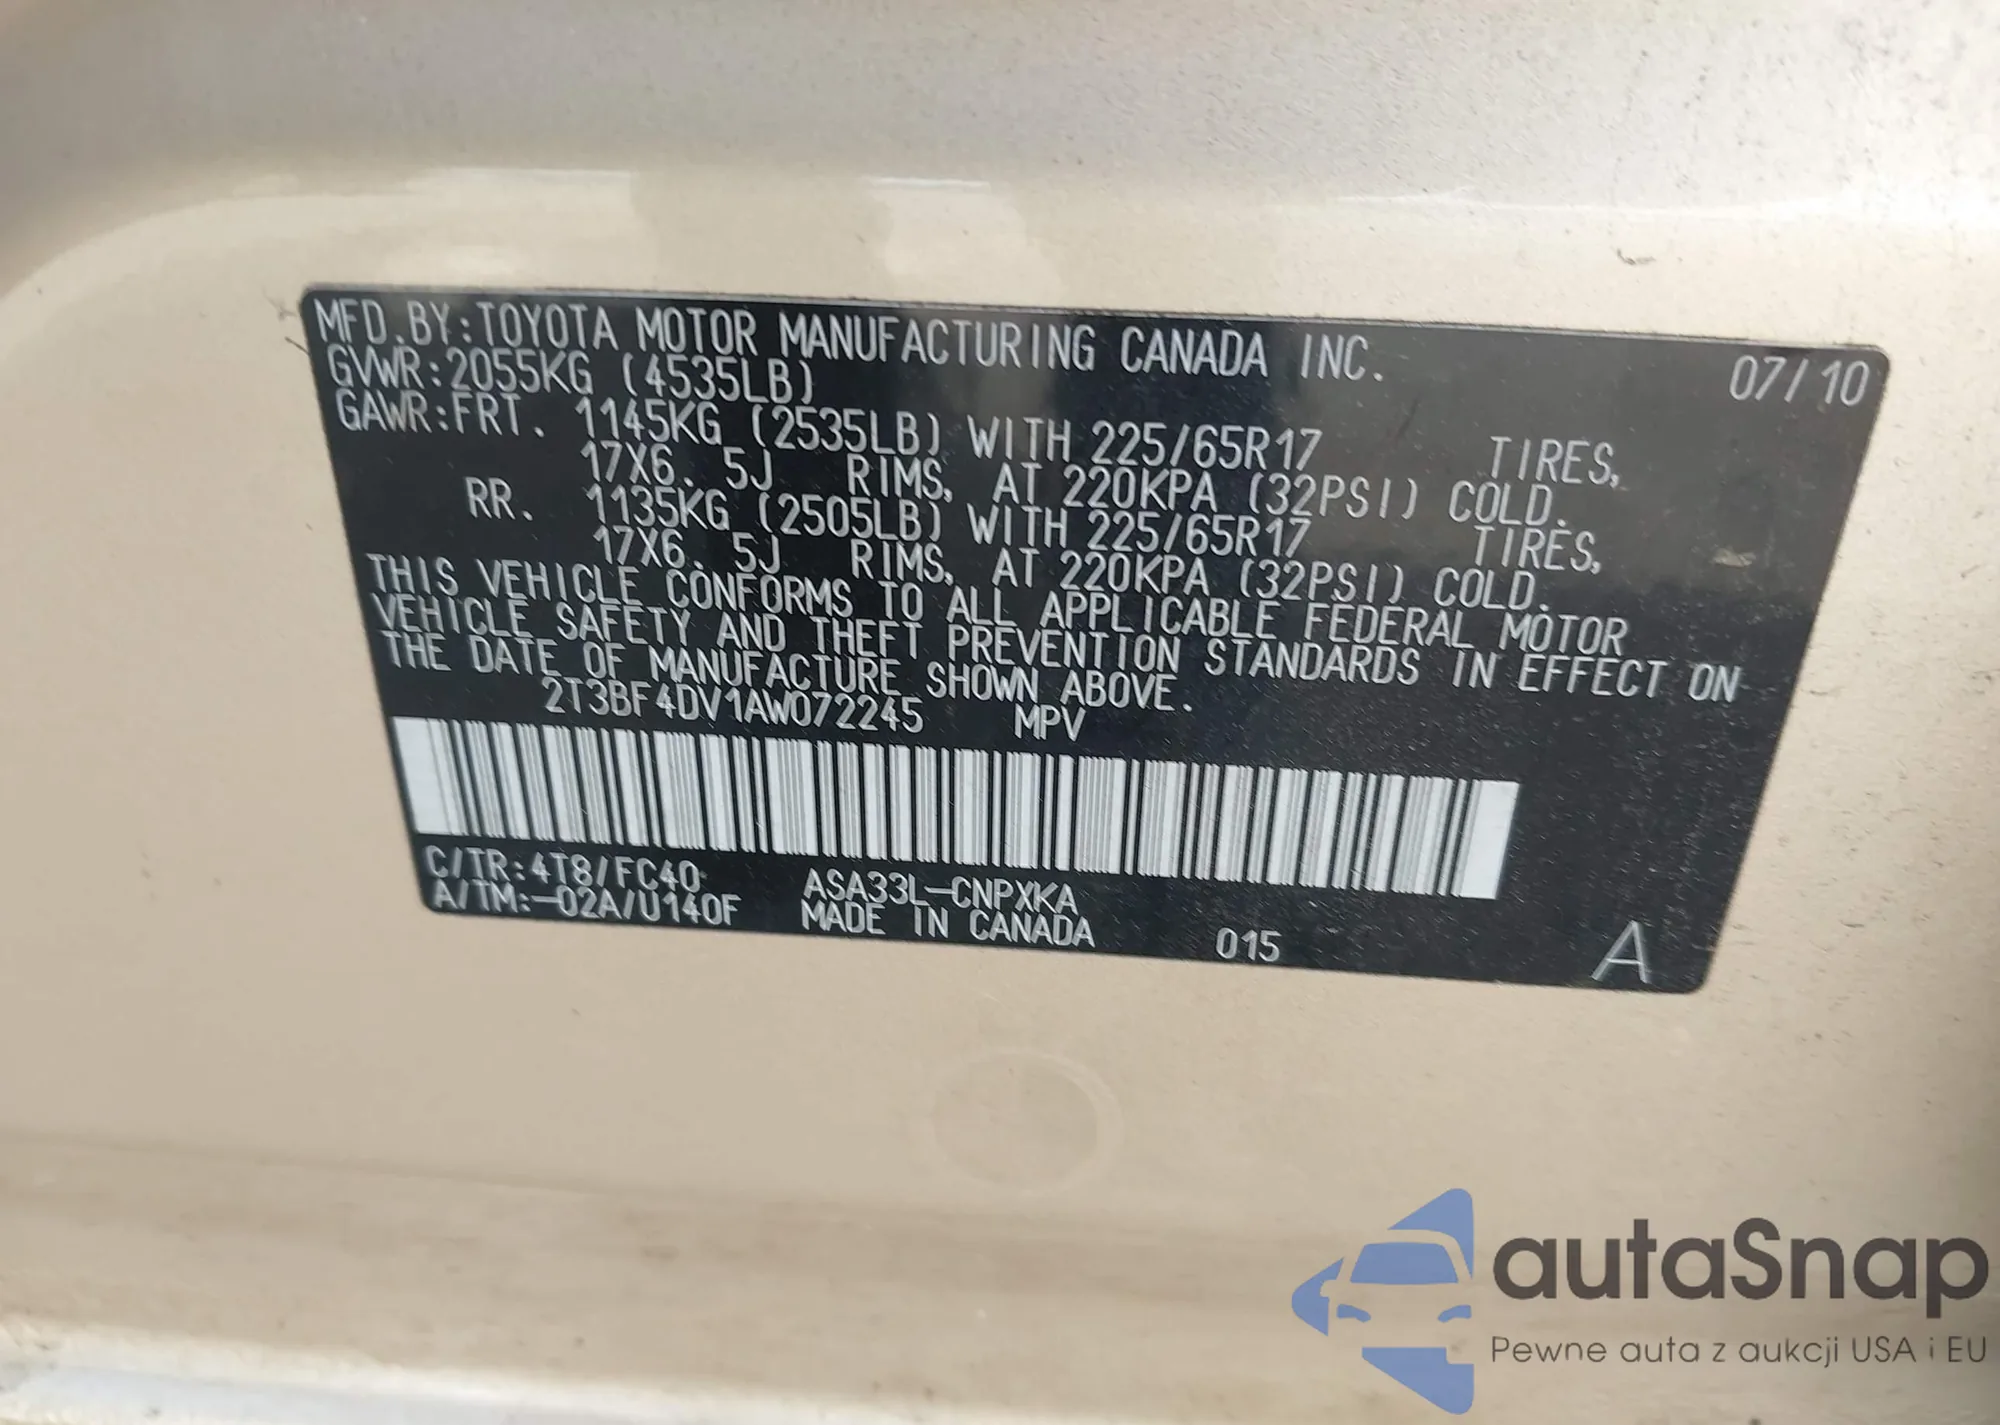 MFD.BY:TOYOTA MOTOR MANUFACTURING CANADA INC. 07/10
GVWR:2055KG (4535LB)
GAWR:FRT. 1145KG (2535LB) WITH 225/65R17 TIRES,
17X6.5J RIMS, AT 220KPA (32PSI) COLD.
RR. 1135KG (2505LB) WITH 225/65R17 TIRES,
17X6.5J RIMS, AT 220KPA (32PSI) COLD.
THIS VEHICLE CONFORMS TO ALL APPLICABLE FEDERAL MOTOR
VEHICLE SAFETY AND THEFT PREVENTION STANDARDS IN EFFECT ON
THE DATE OF MANUFACTURE SHOWN ABOVE.
2T3BF4DV1AW072245 MPV
C/TR:4T8/FC40 ASA33L-CNPXKA
A/TM:-02A/U140F MADE IN CANADA 015 A
autaSnap
Pewne auta z aukcji USA i EU